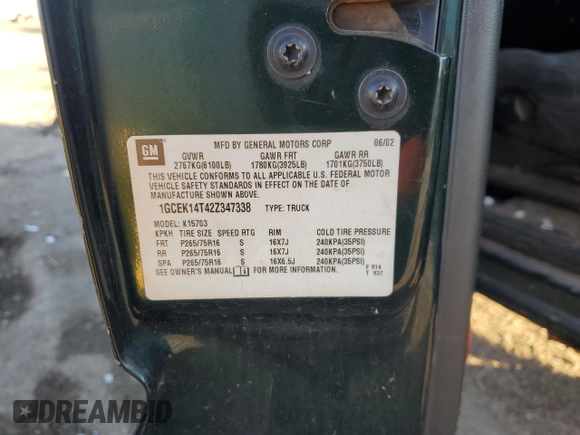 GM
MFD BY GENERAL MOTORS CORP 06/02
GVWR GAWR FRT GAWR RR
2767KG(6100LB) 1780KG(3925LB) 1701KG(3750LB)
THIS VEHICLE CONFORMS TO ALL APPLICABLE U.S. FEDERAL MOTOR
VEHICLE SAFETY STANDARDS IN EFFECT ON THE DATE OF
MANUFACTURE SHOWN ABOVE.
1GCEK14T42Z347338 TYPE: TRUCK
MODEL: K15703
KPKH TIRE SIZE SPEED RTG RIM COLD TIRE PRESSURE
FRT P265/75R16 S 16X7J 240KPA(35PSI)
RR P265/75R16 S 16X7J 240KPA(35PSI)
SPA P265/75R16 S 16X6.5J 240KPA(35PSI)
SEE OWNER'S MANUAL FOR MORE INFORMATION.
F 914
T 937
DREAMBID